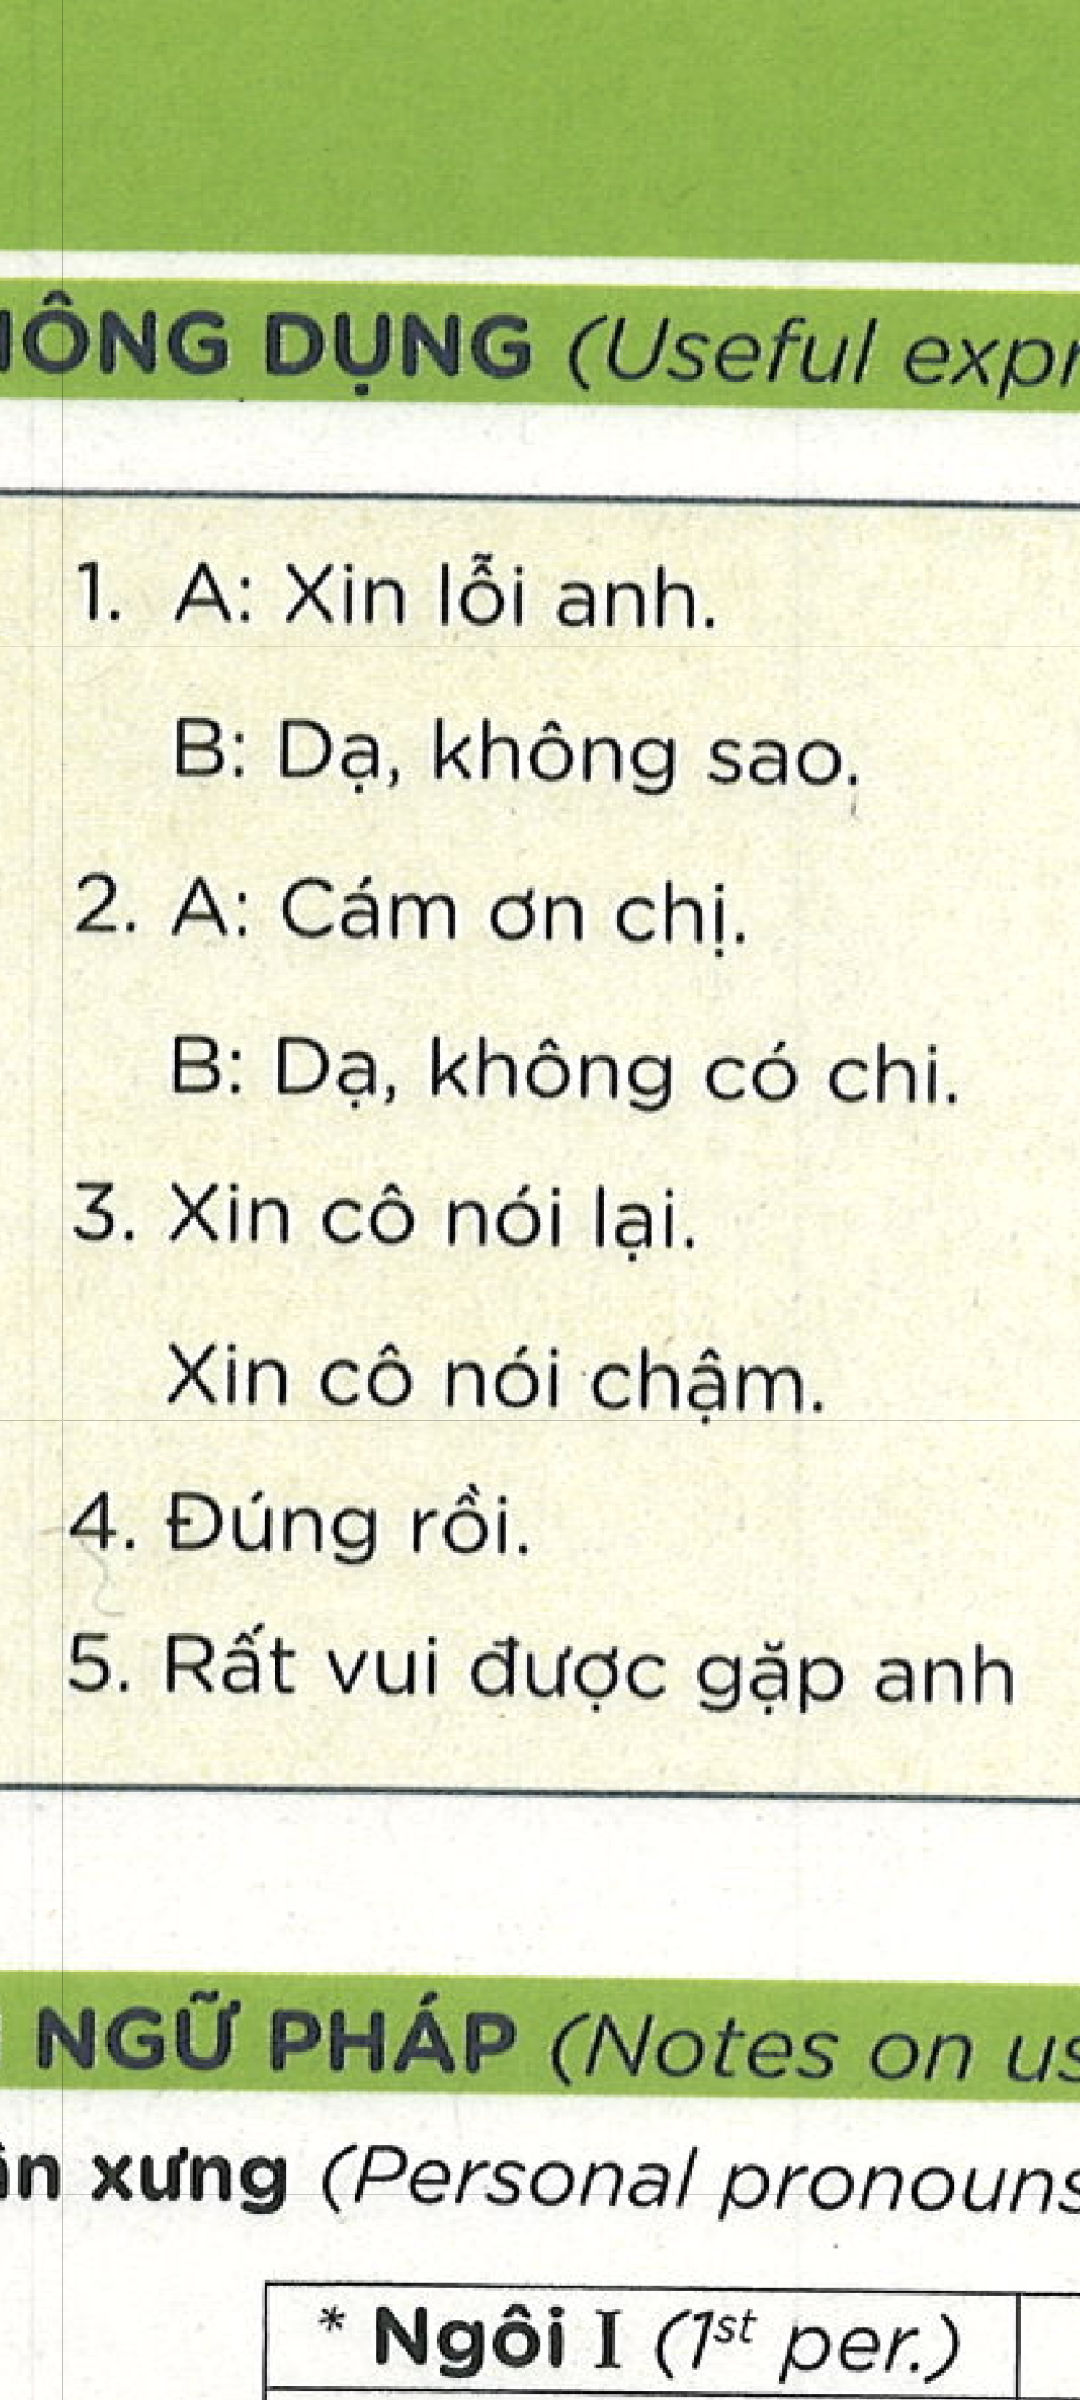 ÔNG DỤNG (Useful expr
1. A: Xin lỗi anh.
B: Dạ, không sao.
2. A: Cám ơn chị.
B: Dạ, không có chi.
3. Xin cô nói lại.
Xin cô nói chậm.
4. Đúng rồi.
5. Rất vui được gặp anh
NGỮ PHÁP (Notes on us
ân xưng (Personal pronouns
* Ngôi I (1st per.)